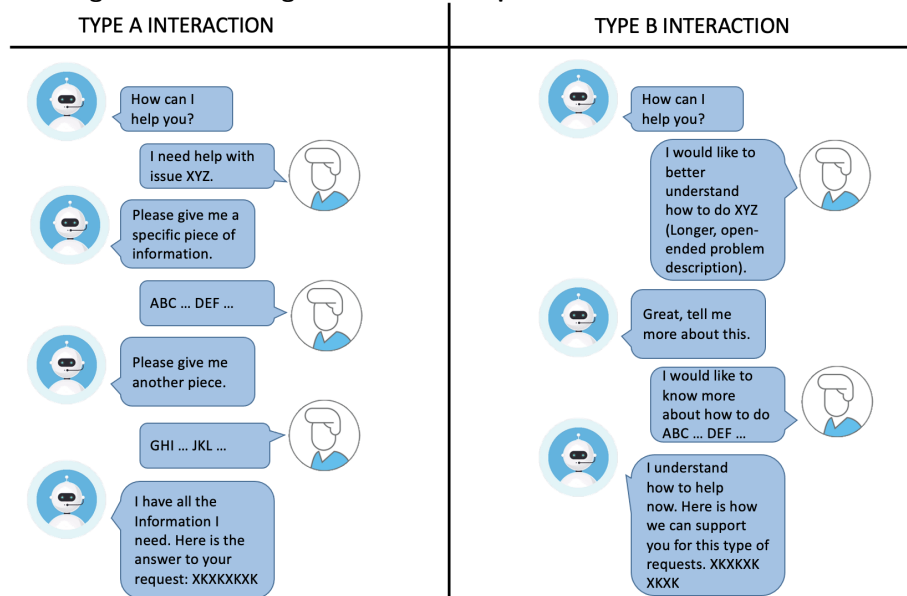 TYPE A INTERACTION
How can I
help you?
I need help with
issue XYZ.
Please give me a
specific piece of
information.
ABC ... DEF ...
Please give me
another piece.
GHI ... JKL ...
I have all the
Information I
need. Here is the
answer to your
request: XKXKXKXK
TYPE B INTERACTION
How can I
help you?
I would like to
better
understand
how to do XYZ
(Longer, open-
ended problem
description).
Great, tell me
more about this.
I would like to
know more
about how to do
ABC ... DEF ...
I understand
how to help
now. Here is how
we can support
you for this type of
requests. XKXKXK
XKXK